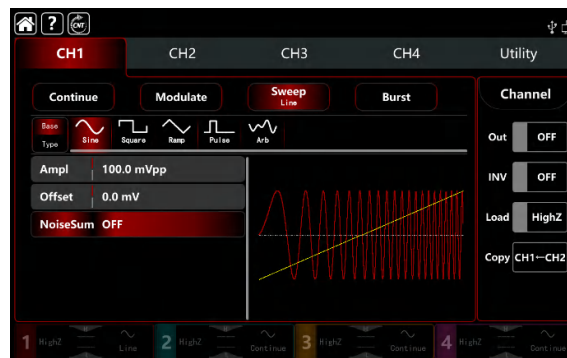 ? CNT
CH1 CH2 CH3 CH4 Utility
Continue Modulate Sweep Burst Channel
Line
Base
Type Sine Square Ramp Pulse Arb
Out OFF
Ampl 100.0 mVpp
INV OFF
Offset 0.0 mV
NoiseSum OFF
Load HighZ
Copy CH1←CH2
1 HighZ Line 2 HighZ Continue 3 HighZ Continue 4 HighZ Continue